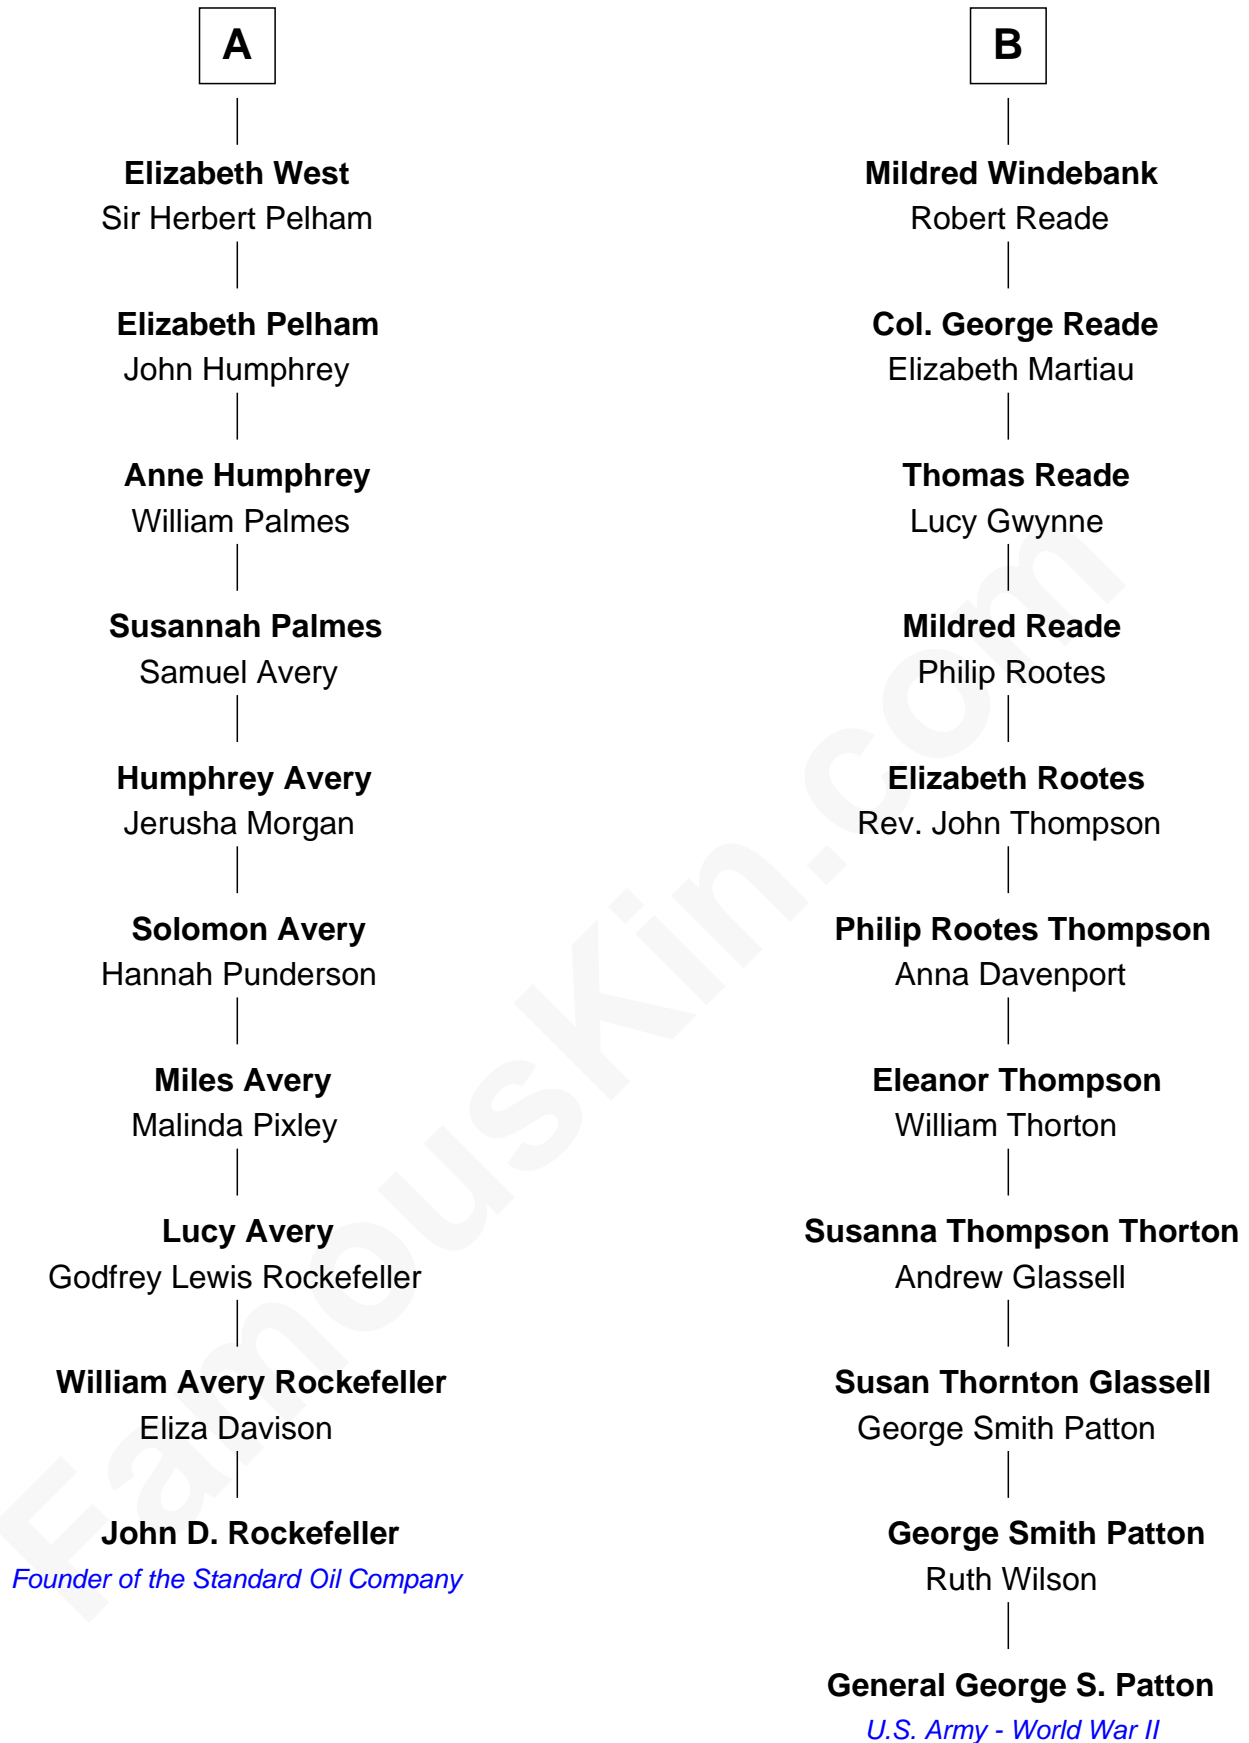 A
Elizabeth West
Sir Herbert Pelham
Elizabeth Pelham
John Humphrey
Anne Humphrey
William Palmes
Susannah Palmes
Samuel Avery
Humphrey Avery
Jerusha Morgan
Solomon Avery
Hannah Punderson
Miles Avery
Malinda Pixley
Lucy Avery
Godfrey Lewis Rockefeller
William Avery Rockefeller
Eliza Davison
John D. Rockefeller
Founder of the Standard Oil Company
B
Mildred Windebank
Robert Reade
Col. George Reade
Elizabeth Martiau
Thomas Reade
Lucy Gwynne
Mildred Reade
Philip Rootes
Elizabeth Rootes
Rev. John Thompson
Philip Rootes Thompson
Anna Davenport
Eleanor Thompson
William Thorton
Susanna Thompson Thorton
Andrew Glassell
Susan Thornton Glassell
George Smith Patton
George Smith Patton
Ruth Wilson
General George S. Patton
U.S. Army - World War II
FamousKin.com